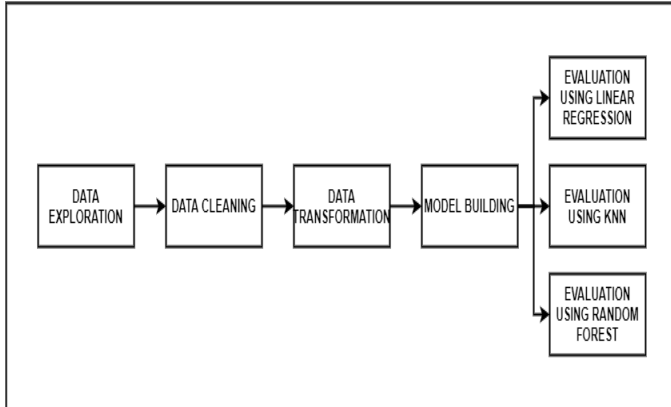 DATA
EXPLORATION
DATA CLEANING
DATA
TRANSFORMATION
MODEL BUILDING
EVALUATION
USING LINEAR
REGRESSION
EVALUATION
USING KNN
EVALUATION
USING RANDOM
FOREST